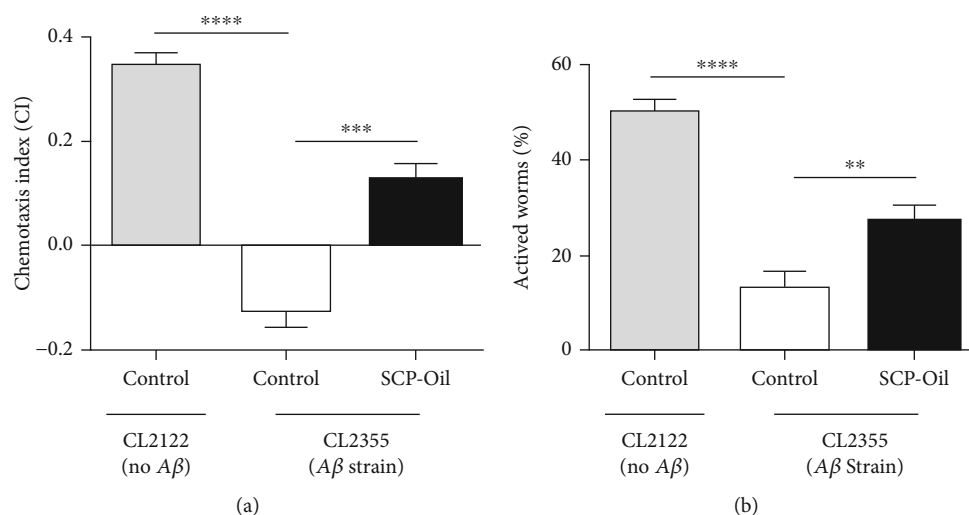 Chemotaxis index (CI)
0.4
0.2
0.0
−0.2
****
***
Control
Control
SCP-Oil
CL2122
(no Aβ)
CL2355
(Aβ strain)
(a)
Actived worms (%)
60
40
20
0
****
**
Control
Control
SCP-Oil
CL2122
(no Aβ)
CL2355
(Aβ Strain)
(b)